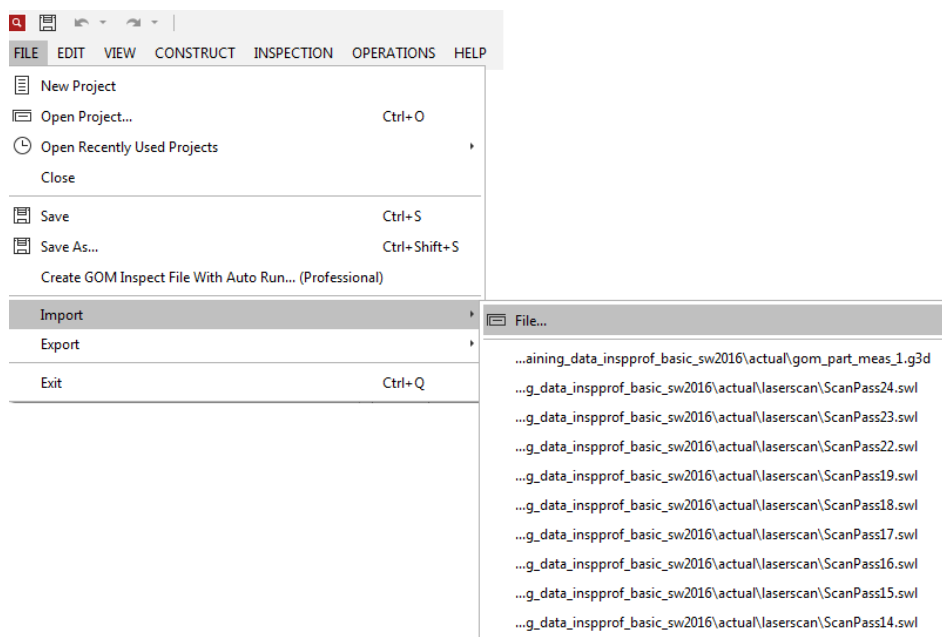 FILE EDIT VIEW CONSTRUCT INSPECTION OPERATIONS HELP
New Project
Open Project... Ctrl+O
Open Recently Used Projects
Close
Save Ctrl+S
Save As... Ctrl+Shift+S
Create GOM Inspect File With Auto Run... (Professional)
Import
Export
Exit Ctrl+Q
File...
...aining_data_inspprof_basic_sw2016\actual\gom_part_meas_1.g3d
...g_data_inspprof_basic_sw2016\actual\laserscan\ScanPass24.swl
...g_data_inspprof_basic_sw2016\actual\laserscan\ScanPass23.swl
...g_data_inspprof_basic_sw2016\actual\laserscan\ScanPass22.swl
...g_data_inspprof_basic_sw2016\actual\laserscan\ScanPass19.swl
...g_data_inspprof_basic_sw2016\actual\laserscan\ScanPass18.swl
...g_data_inspprof_basic_sw2016\actual\laserscan\ScanPass17.swl
...g_data_inspprof_basic_sw2016\actual\laserscan\ScanPass16.swl
...g_data_inspprof_basic_sw2016\actual\laserscan\ScanPass15.swl
...g_data_inspprof_basic_sw2016\actual\laserscan\ScanPass14.swl